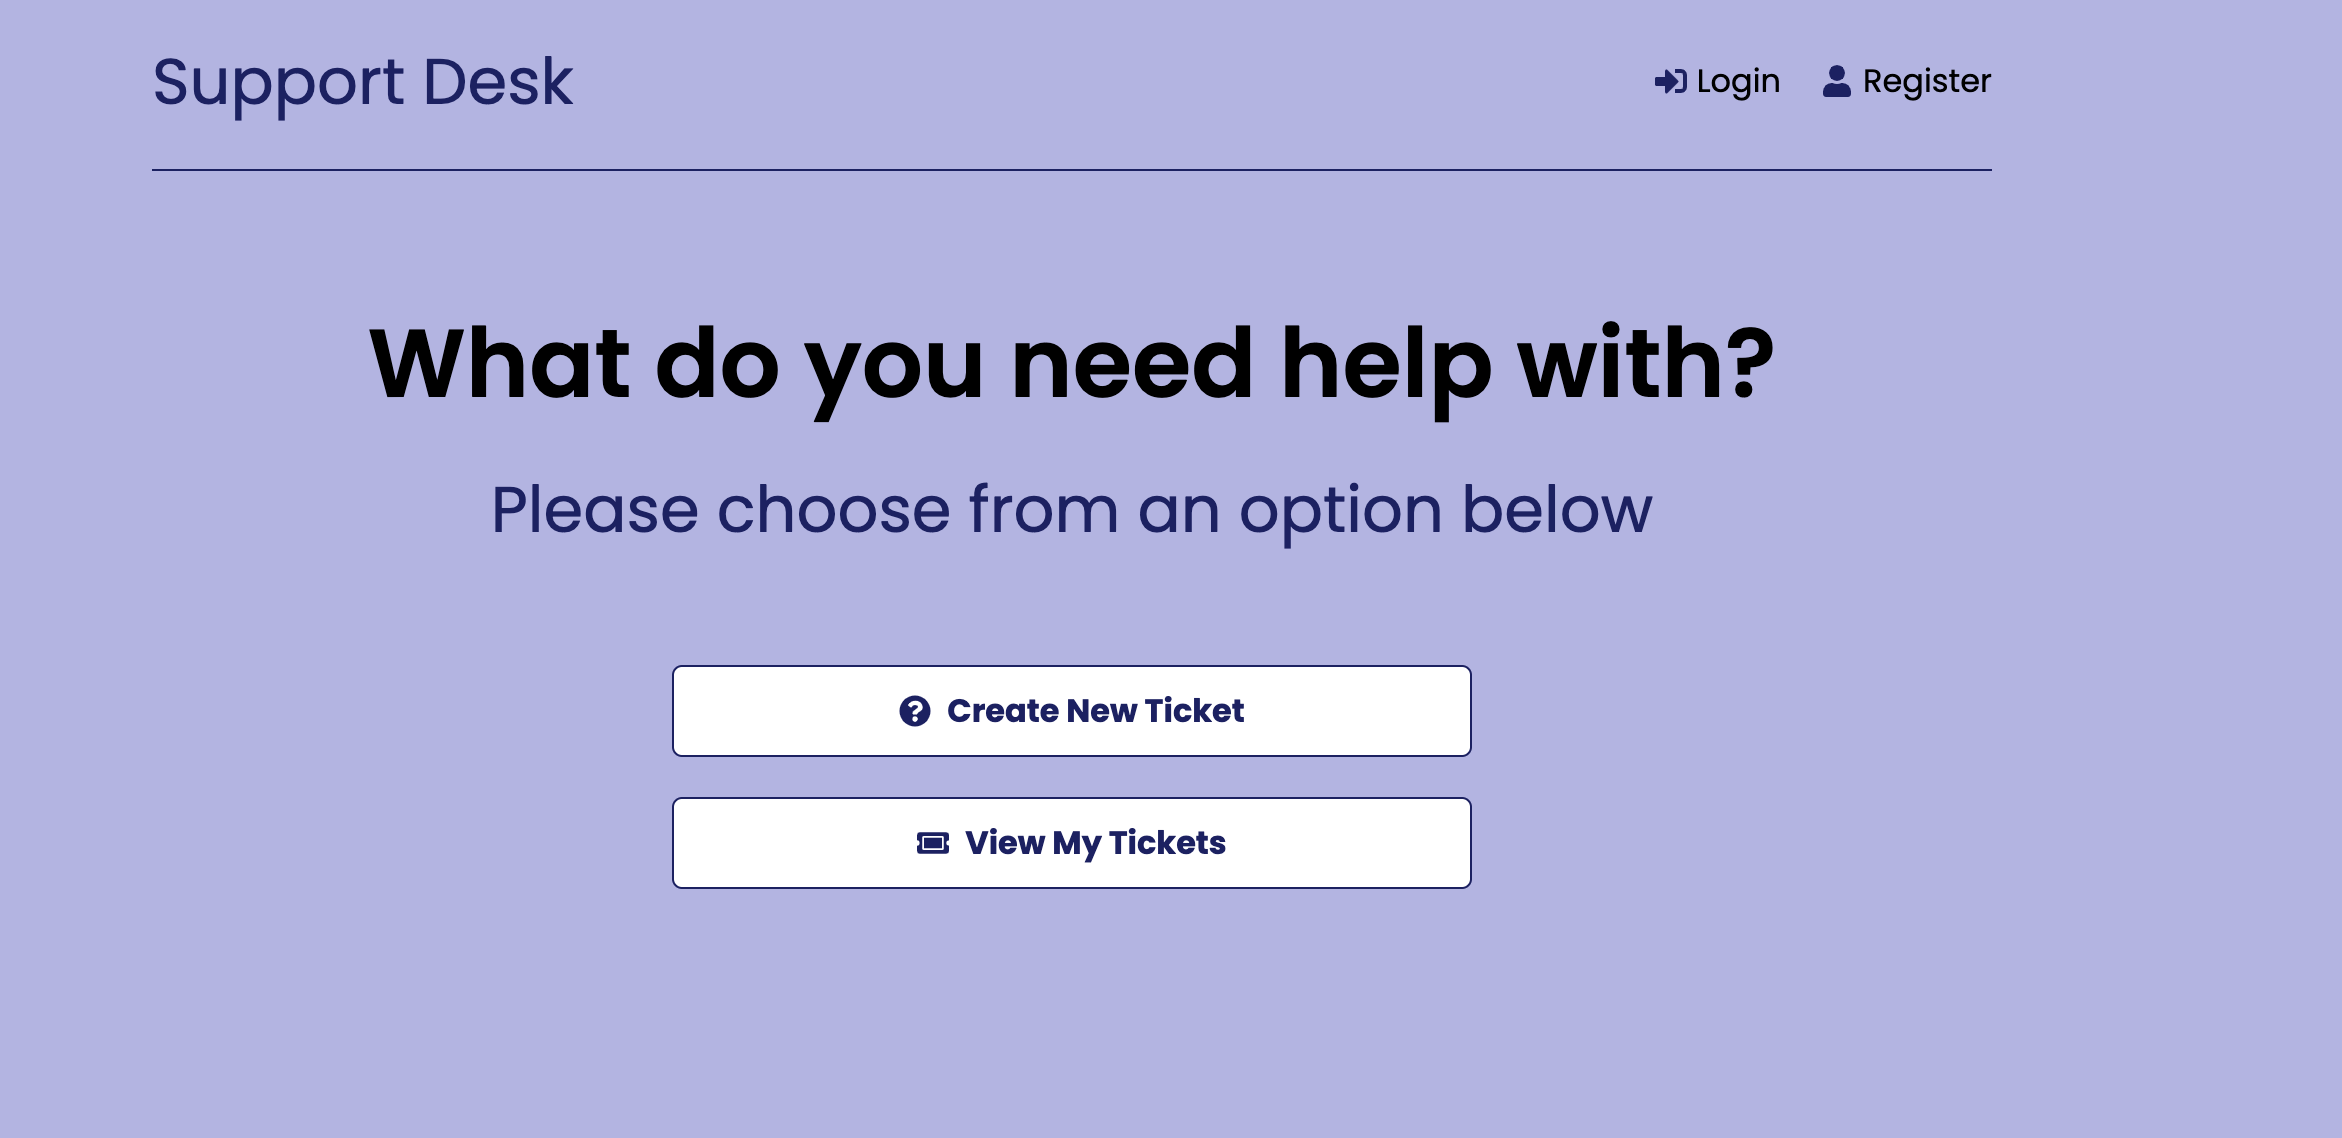 Support Desk
Login
Register
What do you need help with?
Please choose from an option below
Create New Ticket
View My Tickets